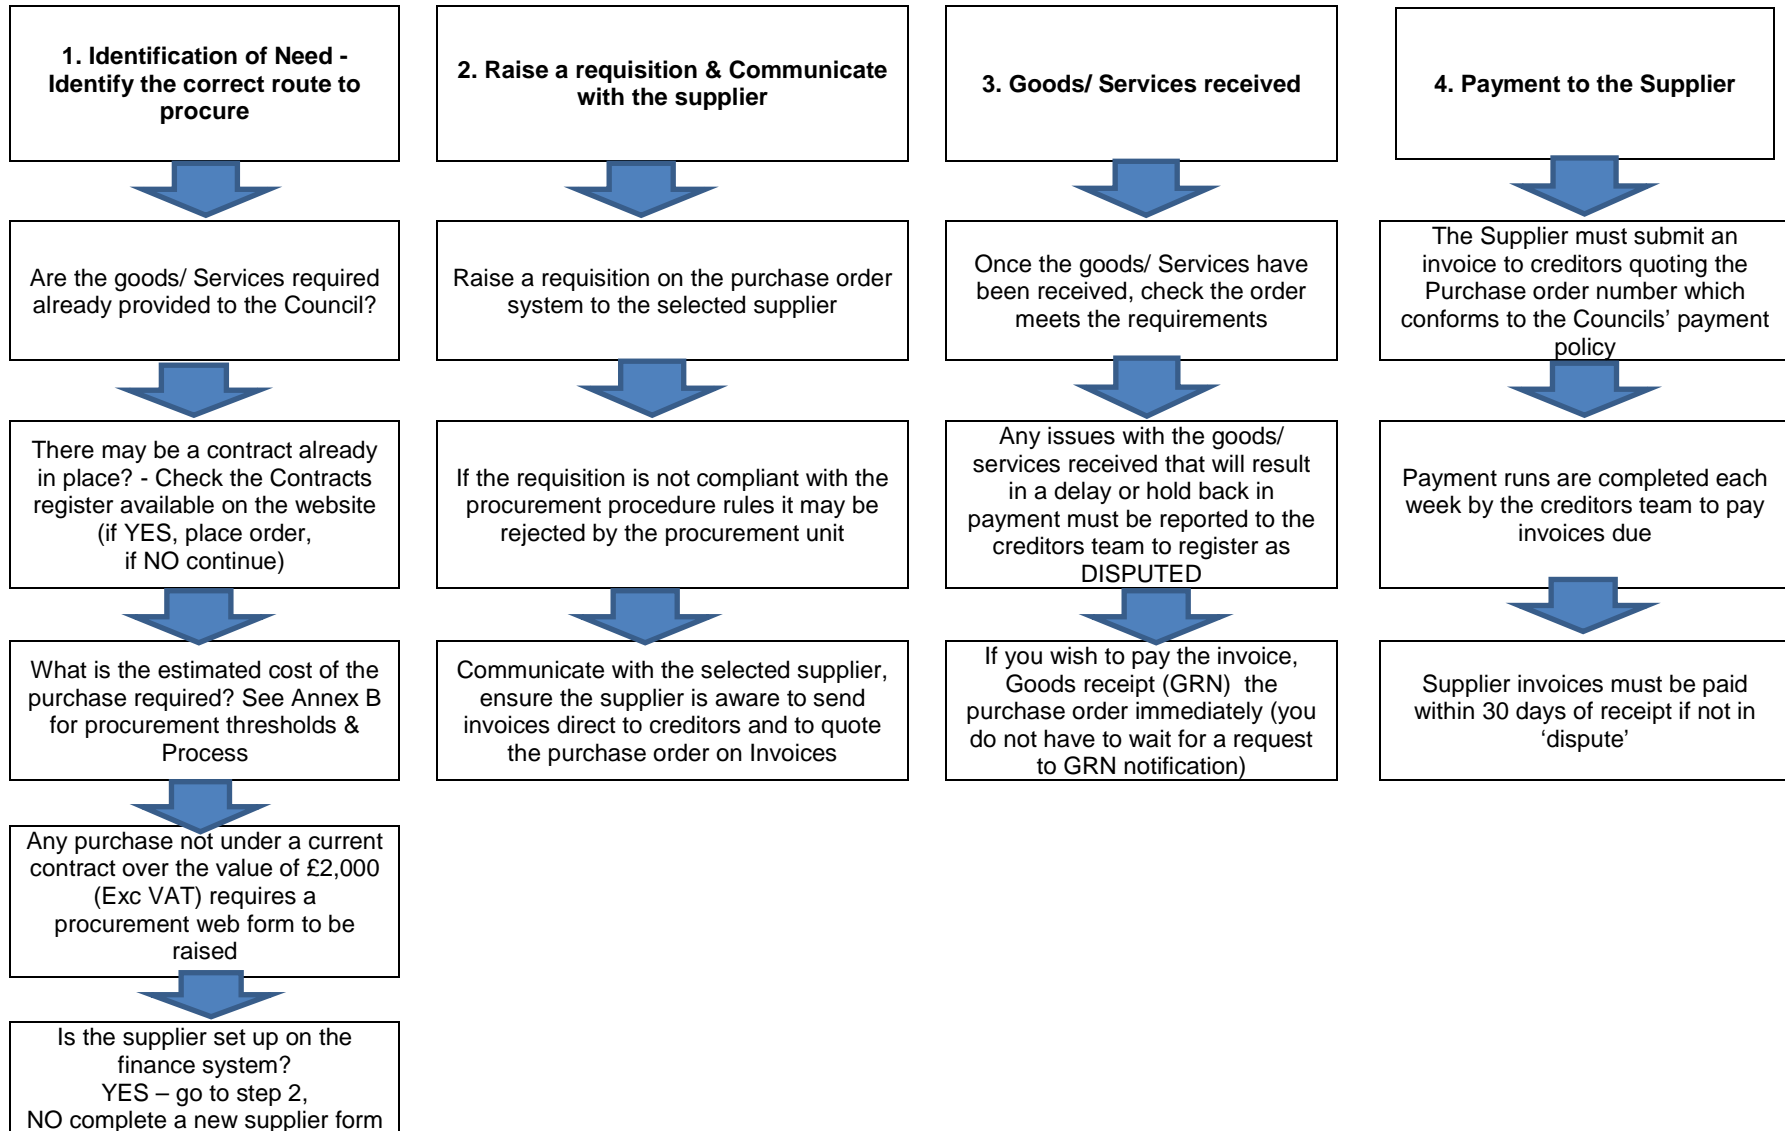 1. Identification of Need -
Identify the correct route to
procure
Are the goods/ Services required
already provided to the Council?
There may be a contract already
in place? - Check the Contracts
register available on the website
(if YES, place order,
if NO continue)
What is the estimated cost of the
purchase required? See Annex B
for procurement thresholds &
Process
Any purchase not under a current
contract over the value of £2,000
(Exc VAT) requires a
procurement web form to be
raised
Is the supplier set up on the
finance system?
YES – go to step 2,
NO complete a new supplier form
2. Raise a requisition & Communicate
with the supplier
Raise a requisition on the purchase order
system to the selected supplier
If the requisition is not compliant with the
procurement procedure rules it may be
rejected by the procurement unit
Communicate with the selected supplier,
ensure the supplier is aware to send
invoices direct to creditors and to quote
the purchase order on Invoices
3. Goods/ Services received
Once the goods/ Services have
been received, check the order
meets the requirements
Any issues with the goods/
services received that will result
in a delay or hold back in
payment must be reported to the
creditors team to register as
DISPUTED
If you wish to pay the invoice,
Goods receipt (GRN)  the
purchase order immediately (you
do not have to wait for a request
to GRN notification)
4. Payment to the Supplier
The Supplier must submit an
invoice to creditors quoting the
Purchase order number which
conforms to the Councils’ payment
policy
Payment runs are completed each
week by the creditors team to pay
invoices due
Supplier invoices must be paid
within 30 days of receipt if not in
‘dispute’